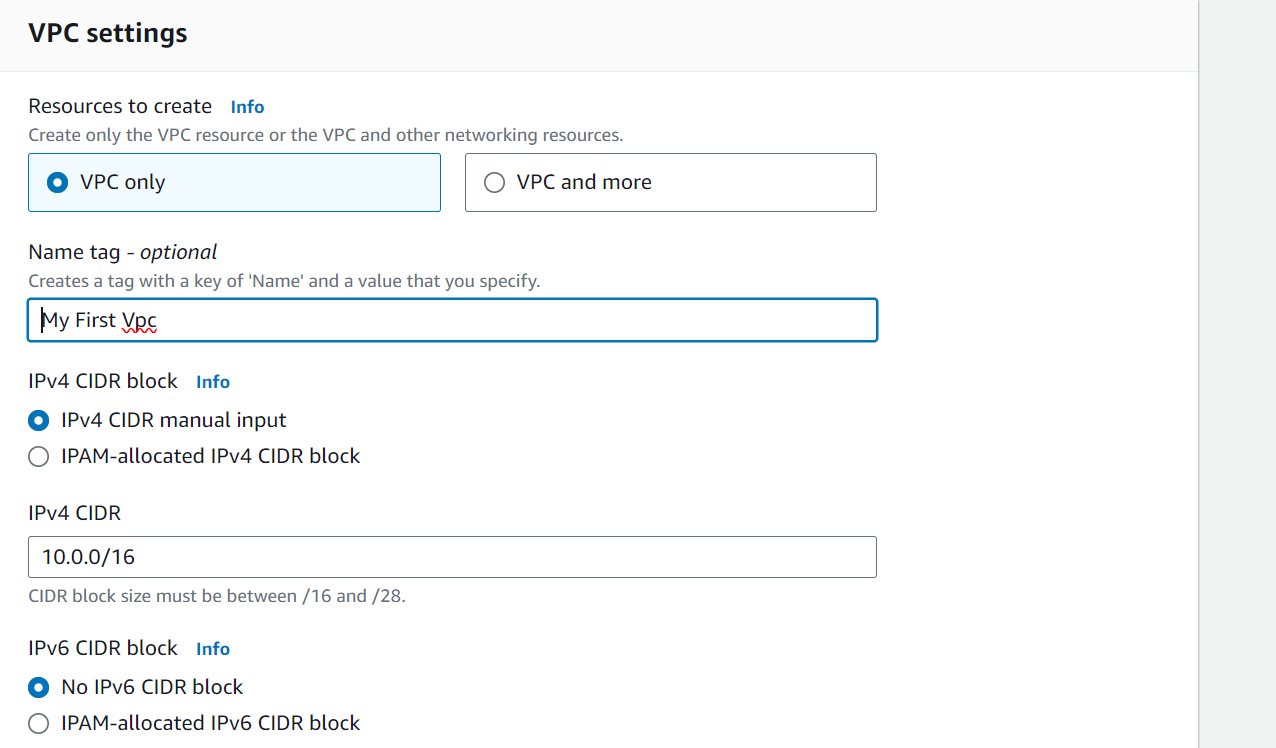 VPC settings
Resources to create Info
Create only the VPC resource or the VPC and other networking resources.
VPC only VPC and more
Name tag - optional
Creates a tag with a key of 'Name' and a value that you specify.
My First Vpc
IPv4 CIDR block Info
IPv4 CIDR manual input
IPAM-allocated IPv4 CIDR block
IPv4 CIDR
10.0.0/16
CIDR block size must be between /16 and /28.
IPv6 CIDR block Info
No IPv6 CIDR block
IPAM-allocated IPv6 CIDR block